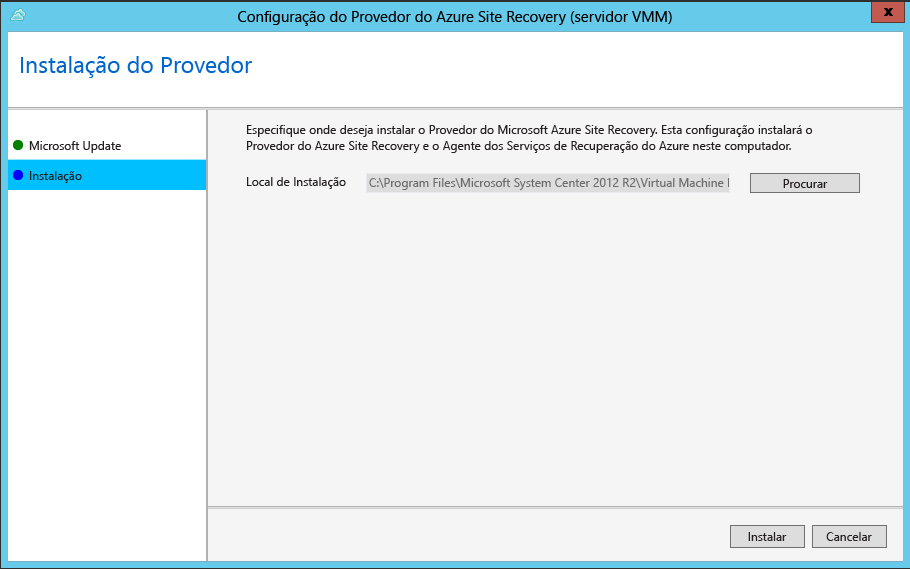 Configuração do Provedor do Azure Site Recovery (servidor VMM)
x
Instalação do Provedor
Microsoft Update
Instalação
Especifique onde deseja instalar o Provedor do Microsoft Azure Site Recovery. Esta configuração instalará o
Provedor do Azure Site Recovery e o Agente dos Serviços de Recuperação do Azure neste computador.
Local de Instalação
C:\Program Files\Microsoft System Center 2012 R2\Virtual Machine
Procurar
Instalar
Cancelar